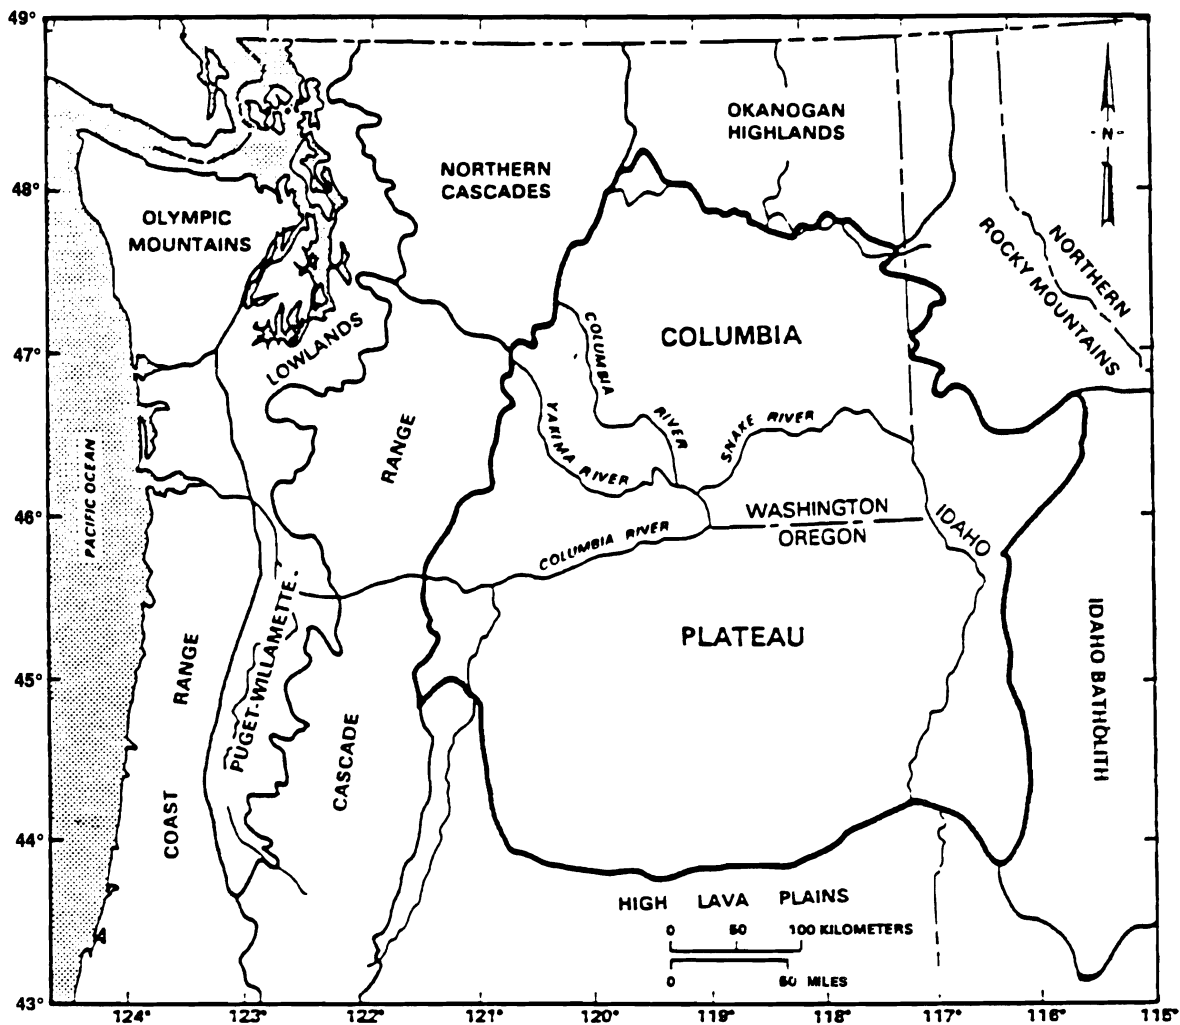 49°
48°
47°
46°
45°
44°
43°
OKANOGAN
HIGHLANDS
- N -
NORTHERN
CASCADES
OLYMPIC
MOUNTAINS
NORTHERN
ROCKY MOUNTAINS
COLUMBIA
LOWLANDS
COLUMBIA
RIVER
YAKIMA RIVER
SNAKE RIVER
RANGE
PACIFIC OCEAN
WASHINGTON
OREGON
IDAHO
COLUMBIA RIVER
PUGET-WILLAMETTE
PLATEAU
IDAHO BATHOLITH
RANGE
COAST
CASCADE
HIGH LAVA PLAINS
0 50 100 KILOMETERS
0 60 MILES
124° 123° 122° 121° 120° 119° 118° 117° 116° 115°